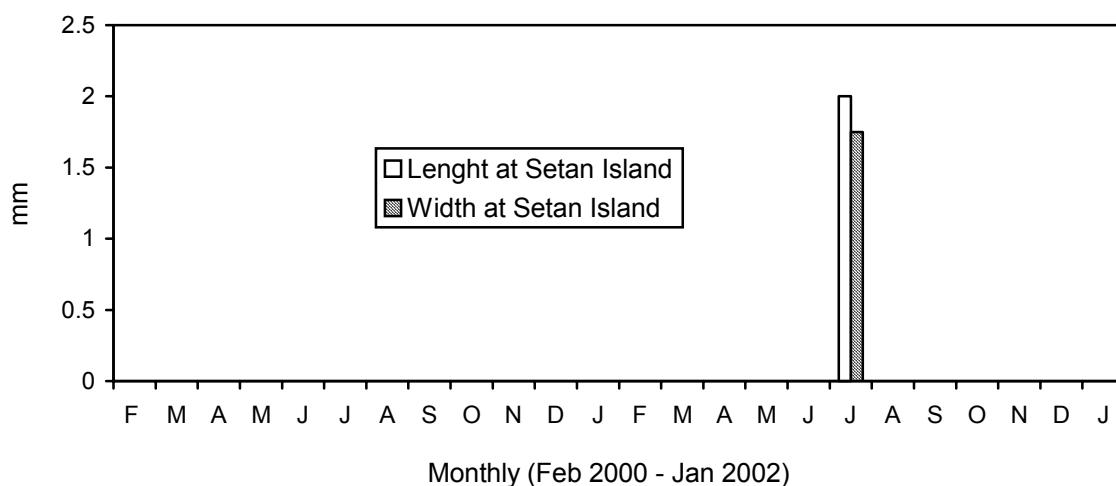 2.5
2
1.5
1
0.5
0
mm
Lenght at Setan Island
Width at Setan Island
F M A M J J A S O N D J F M A M J J A S O N D J
Monthly (Feb 2000 - Jan 2002)